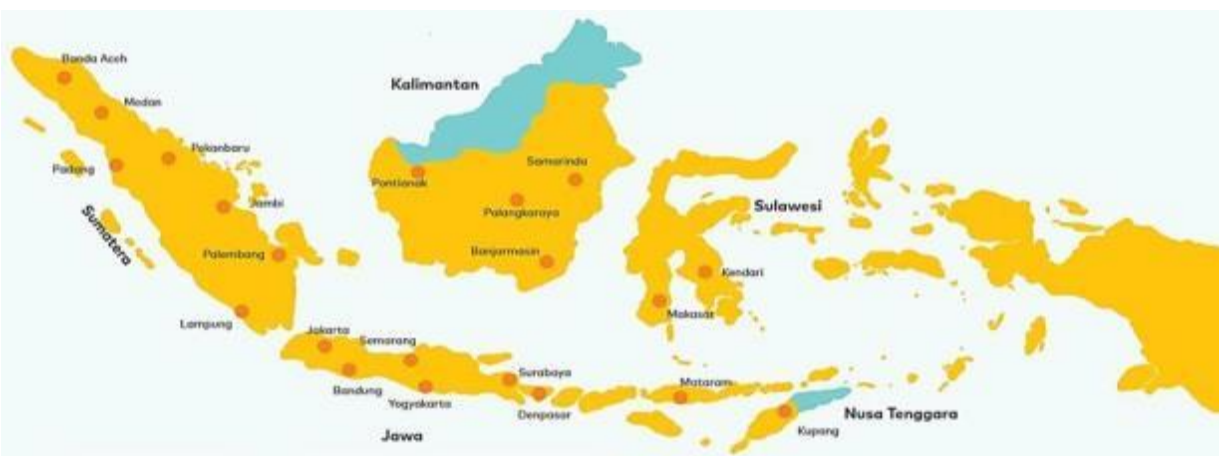 Banda Aceh
Medan
Pekanbaru
Padang
Jambi
Sumatera
Palembang
Lampung
Kalimantan
Samarinda
Pontianak
Palangkaraya
Banjarmasin
Sulawesi
Kendari
Makasar
Jakarta
Semarang
Bandung
Yogyakarta
Surabaya
Denpasar
Jawa
Mataram
Nusa Tenggara
Kupang